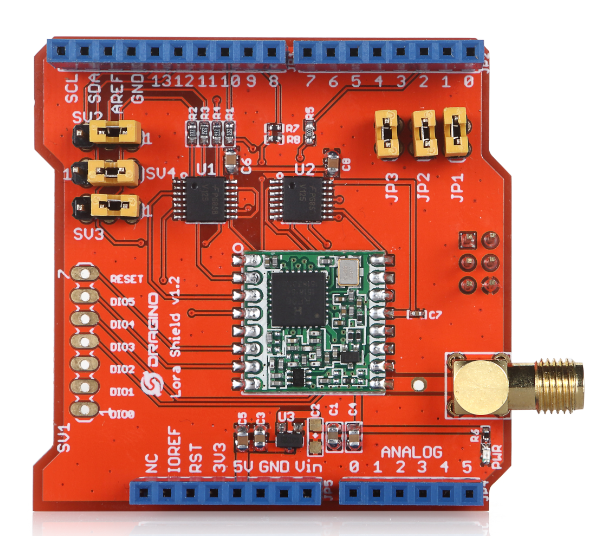 SCL SDA AREF GND 13 12 11 10 9 8
7 6 5 4 3 2 1 0
SV2
1
R2 R3 R4 R1
R7
R8
R5
U1
C6
U2
C8
1
SV4
JP3 JP2 JP1
1
SV3
7
RESET
DIO5
DIO4
DIO3
DIO2
DIO1
DIO0
1
SV1
DRAGINO
Lora Shield v1.2
C7
C5 C3 U3 C2 C1 C4
R6
PWR
NC IOREF RST 3V3 5V GND Vin
ANALOG
0 1 2 3 4 5
JP5